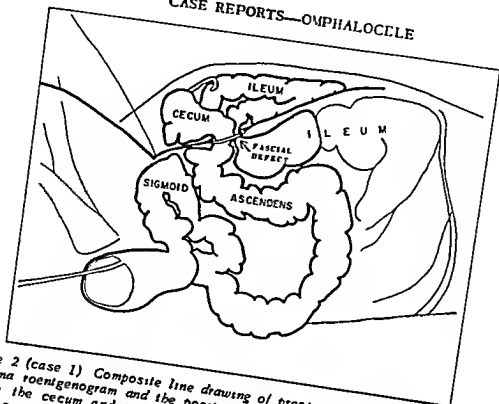 CASE REPORTS—OMPHALOCELE
ILEUM
CECUM
ILEUM
FASCIAL
DEFECT
SIGMOID
ASCENDENS
2 (case 1) Composite line drawing of
roentgenogram and the
the cecum and